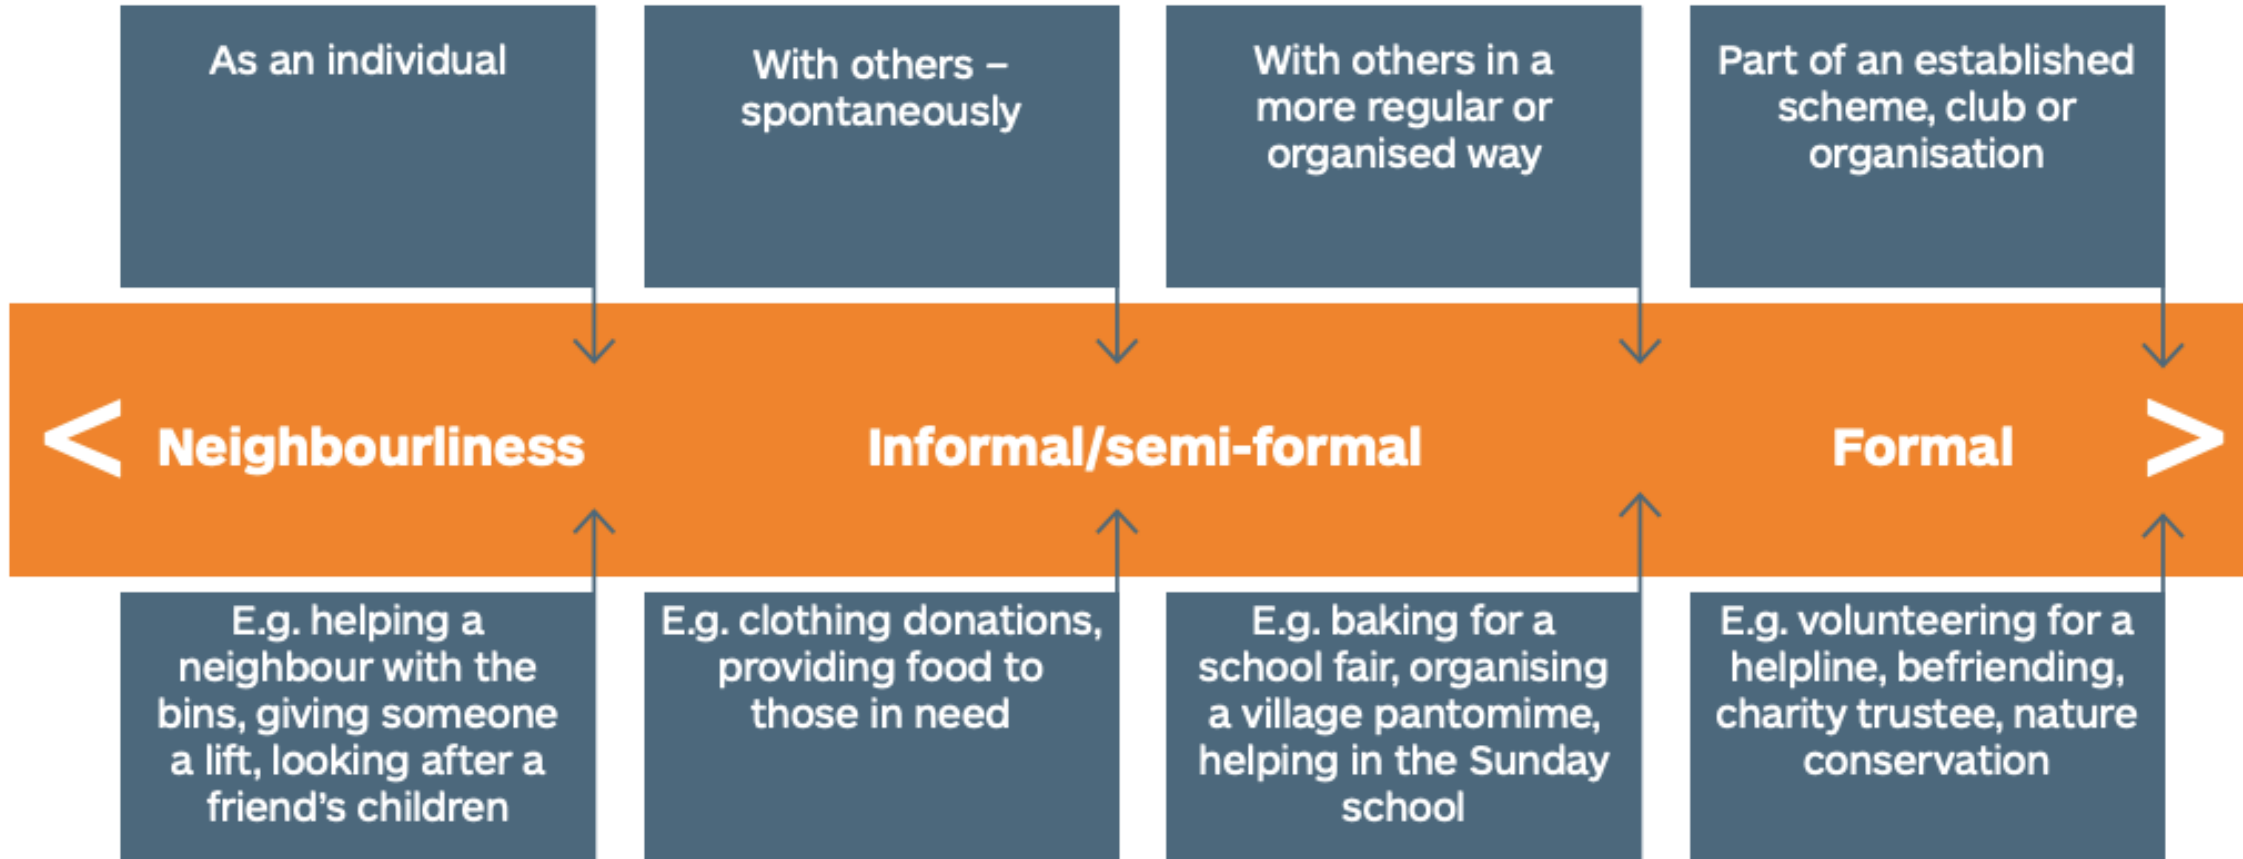 As an individual
With others –
spontaneously
With others in a
more regular or
organised way
Part of an established
scheme, club or
organisation
< Neighbourliness
Informal/semi-formal
Formal >
E.g. helping a
neighbour with the
bins, giving someone
a lift, looking after a
friend’s children
E.g. clothing donations,
providing food to
those in need
E.g. baking for a
school fair, organising
a village pantomime,
helping in the Sunday
school
E.g. volunteering for a
helpline, befriending,
charity trustee, nature
conservation